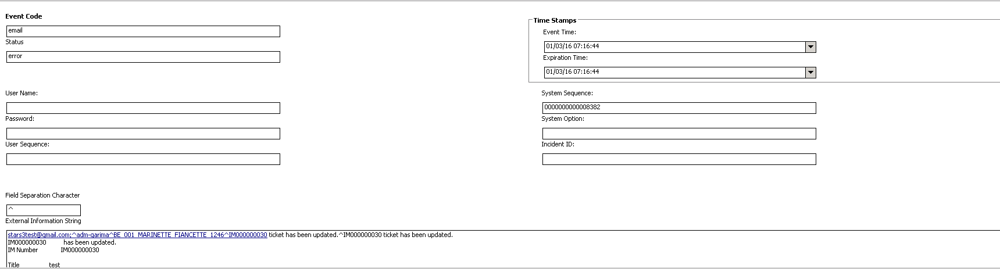 Event Code
email
Status
error
Time Stamps
Event Time:
01/03/16 07:16:44
Expiration Time:
01/03/16 07:16:44
User Name:
Password:
User Sequence:
System Sequence:
0000000000008382
System Option:
Incident ID:
Field Separation Character
^
External Information String
stars3test@gmail.com;^adm-garima^BE_001_MARINETTE_FIANCETTE_1246^IM000000030 ticket has been updated.^IM000000030 ticket has been updated.
IM000000030 has been updated.
IM Number IM000000030
Title test